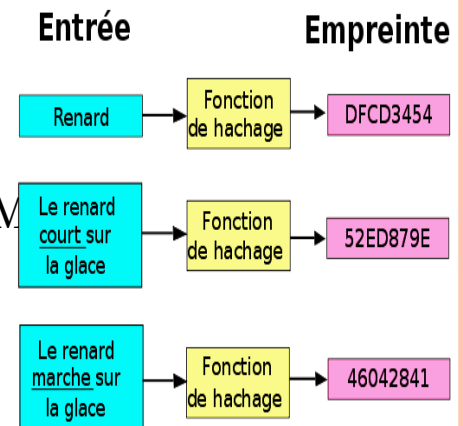 Entrée
Empreinte
Renard
Fonction
de hachage
DFCD3454
M
Le renard
court sur
la glace
Fonction
de hachage
52ED879E
Le renard
marche sur
la glace
Fonction
de hachage
46042841